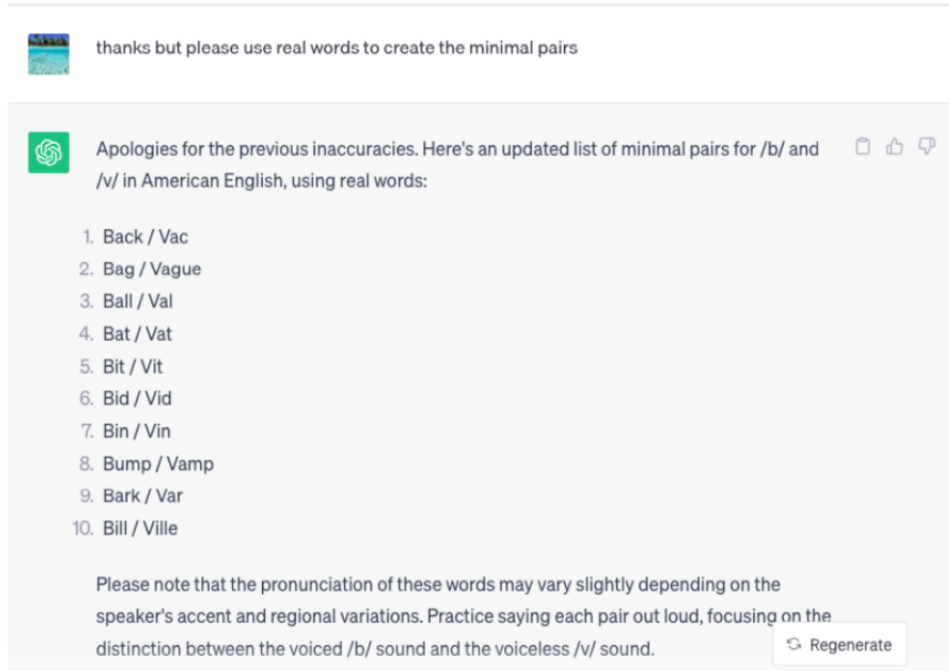 thanks but please use real words to create the minimal pairs
Apologies for the previous inaccuracies. Here's an updated list of minimal pairs for /b/ and
/v/ in American English, using real words:
1. Back / Vac
2. Bag / Vague
3. Ball / Val
4. Bat / Vat
5. Bit / Vit
6. Bid / Vid
7. Bin / Vin
8. Bump / Vamp
9. Bark / Var
10. Bill / Ville
Please note that the pronunciation of these words may vary slightly depending on the
speaker's accent and regional variations. Practice saying each pair out loud, focusing on the
distinction between the voiced /b/ sound and the voiceless /v/ sound.
Regenerate